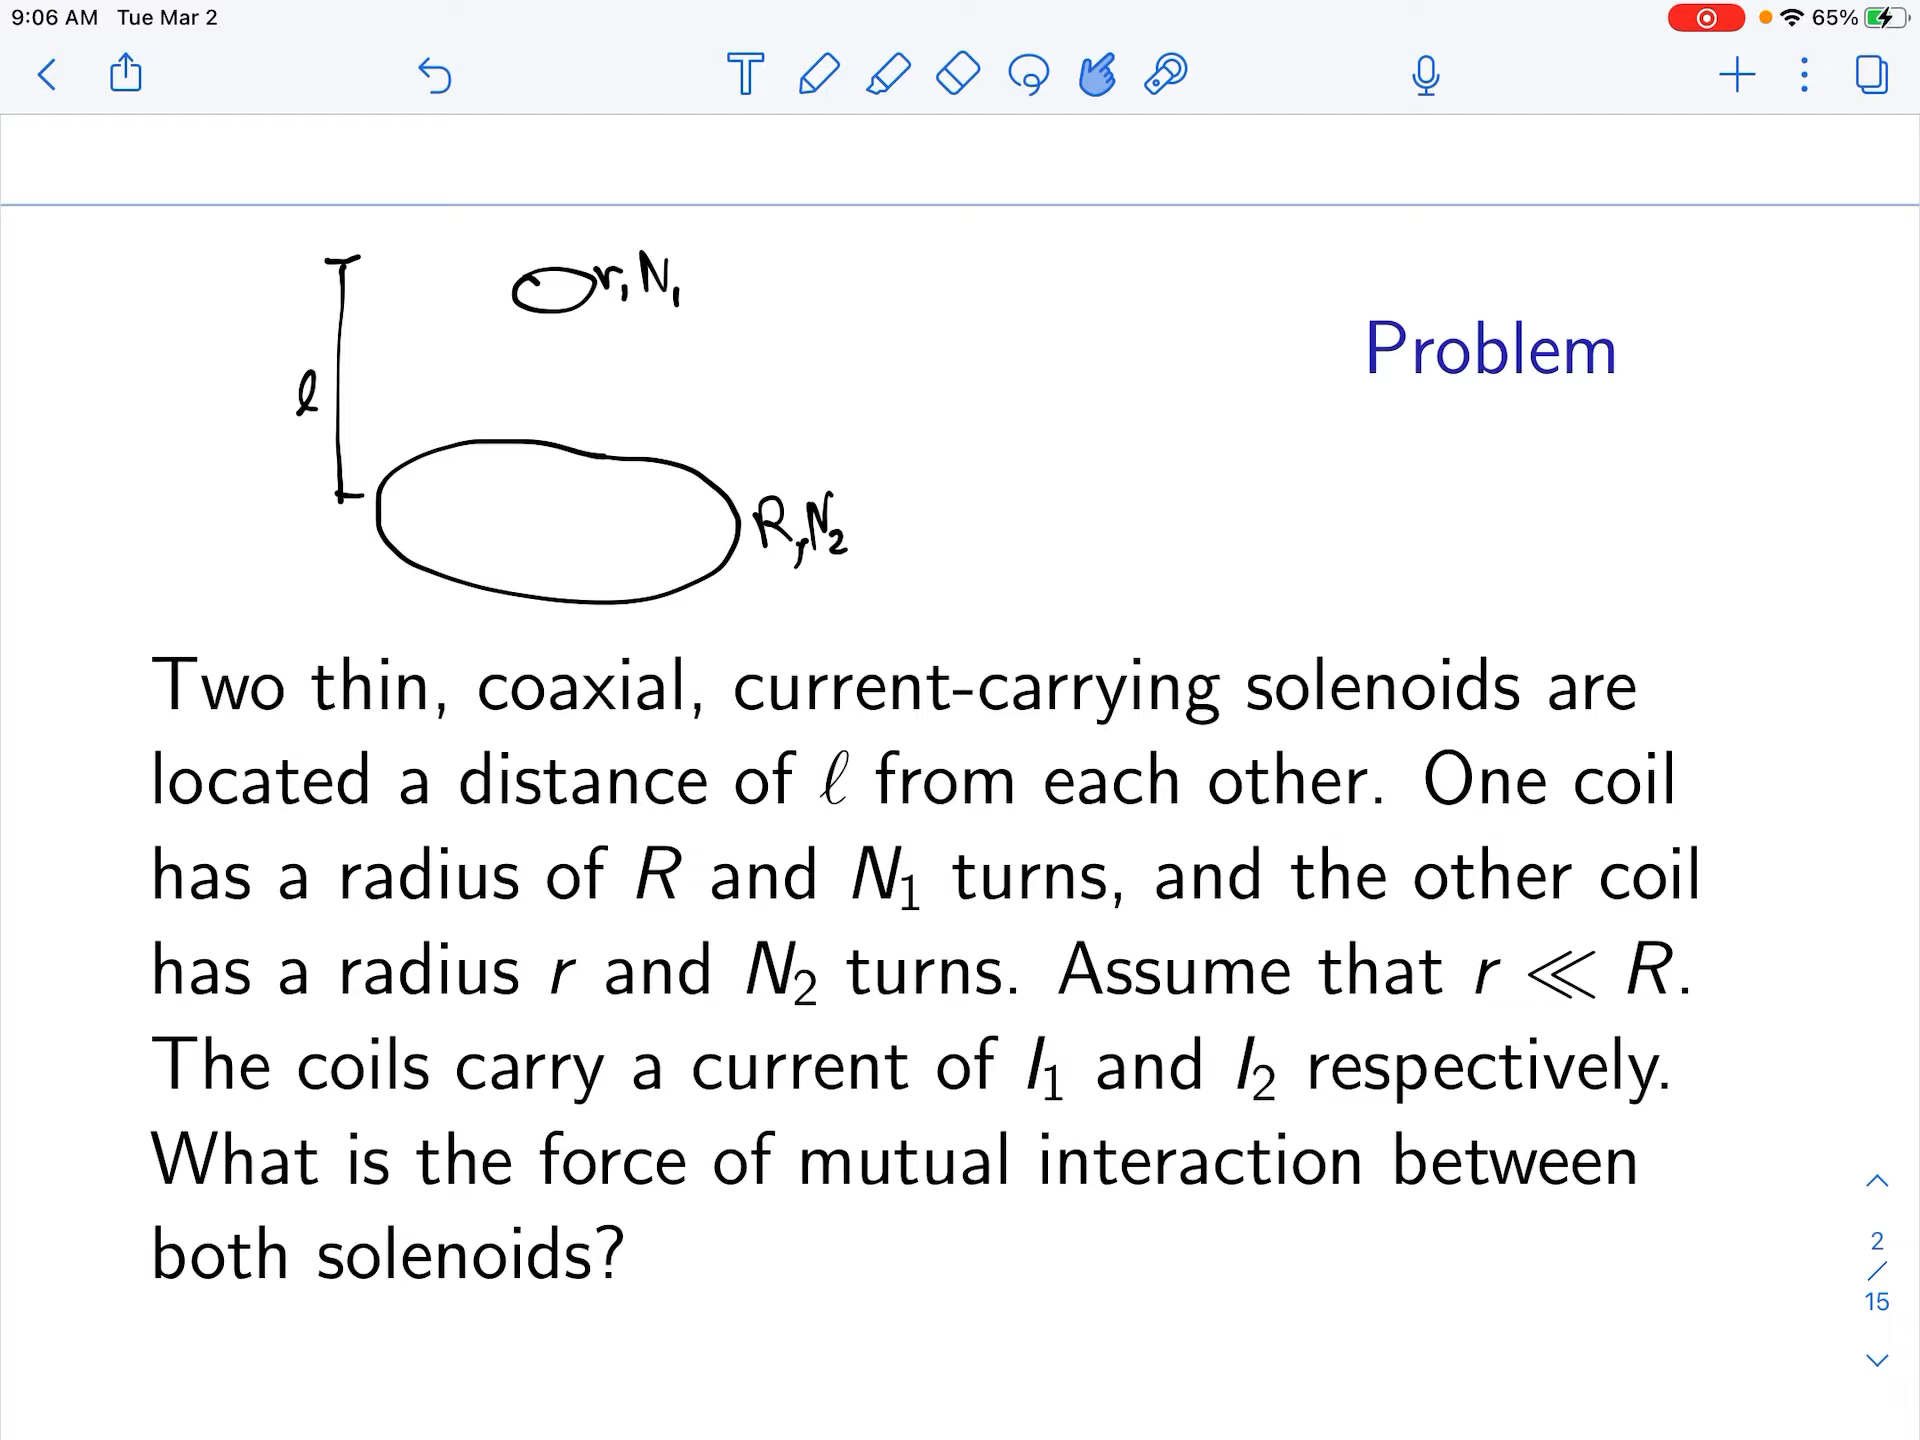 9:06 AM Tue Mar 2
65%
T
r, N₁
ℓ
Problem
R, N₂
Two thin, coaxial, current-carrying solenoids are
located a distance of ℓ from each other. One coil
has a radius of R and N₁ turns, and the other coil
has a radius r and N₂ turns. Assume that r ≪ R.
The coils carry a current of I₁ and I₂ respectively.
What is the force of mutual interaction between
both solenoids?
2
/
15